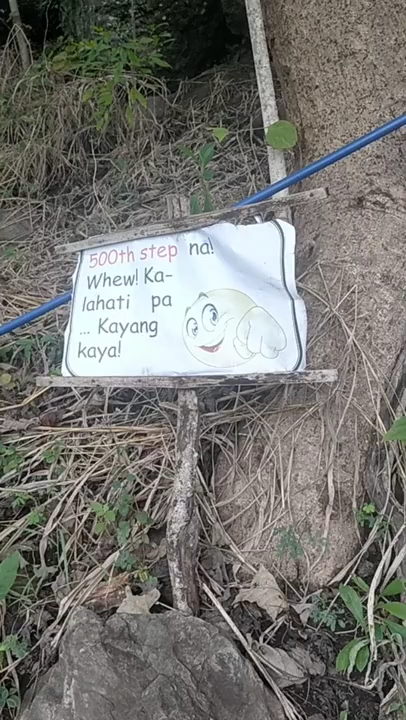 500th step na!
Whew! Ka-
lahati pa
... Kayang
kaya!